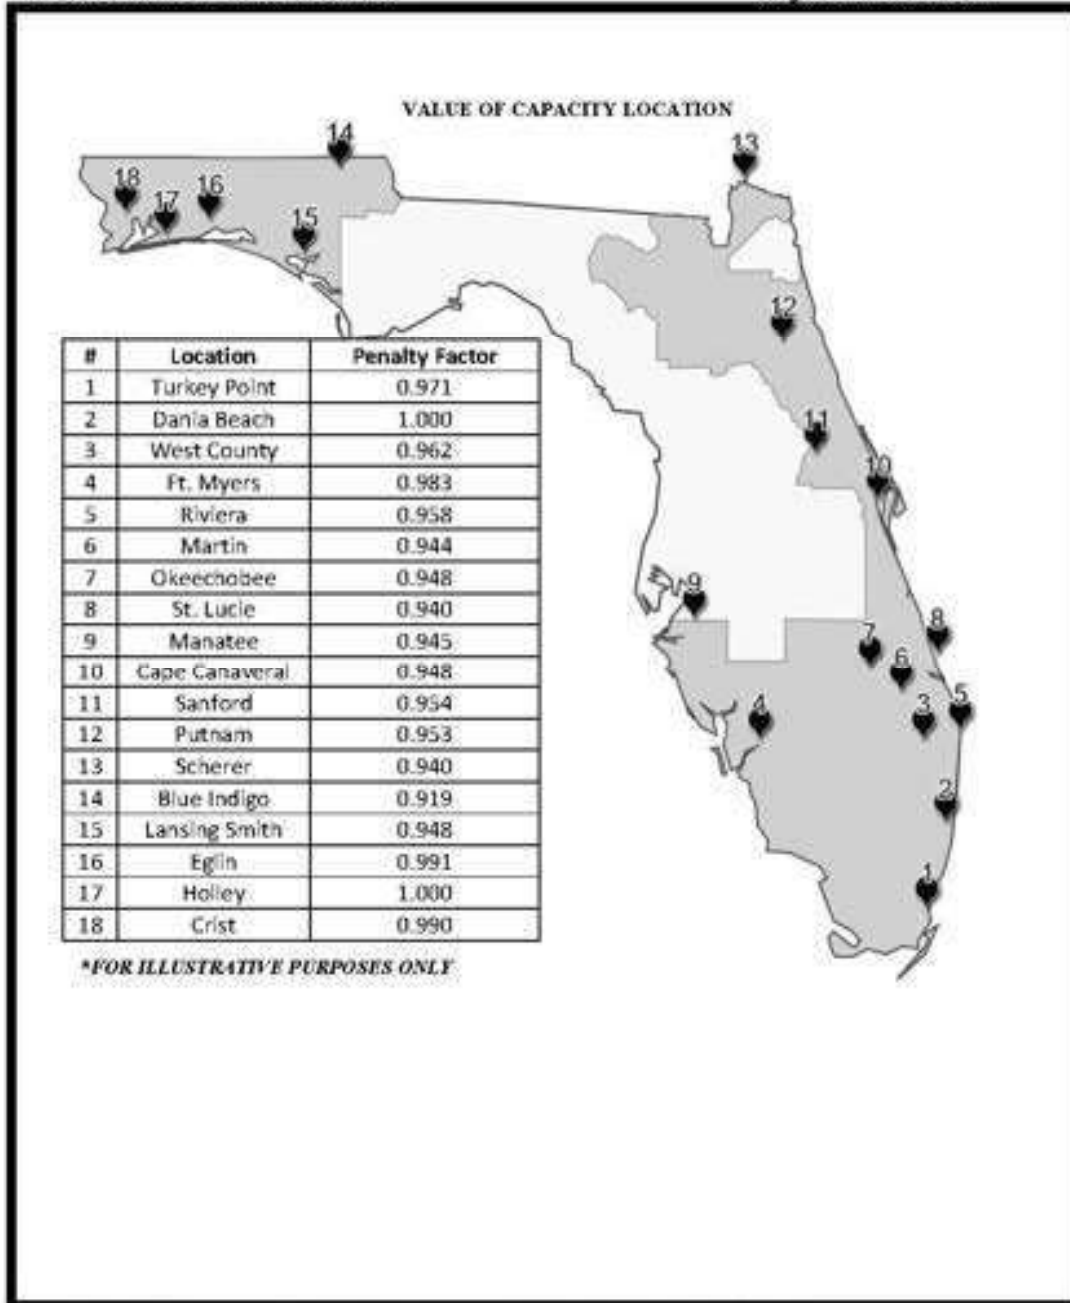 VALUE OF CAPACITY LOCATION
14
13
18
16
17
15
12
# Location Penalty Factor
1 Turkey Point 0.971
2 Dania Beach 1.000
3 West County 0.962
4 Ft. Myers 0.983
5 Riviera 0.958
6 Martin 0.944
7 Okeechobee 0.948
8 St. Lucie 0.940
9 Manatee 0.945
10 Cape Canaveral 0.948
11 Sanford 0.954
12 Putnam 0.953
13 Scherer 0.940
14 Blue Indigo 0.919
15 Lansing Smith 0.948
16 Eglin 0.991
17 Holley 1.000
18 Crist 0.990
11
10
9
8
7
6
5
4
3
2
1
*FOR ILLUSTRATIVE PURPOSES ONLY